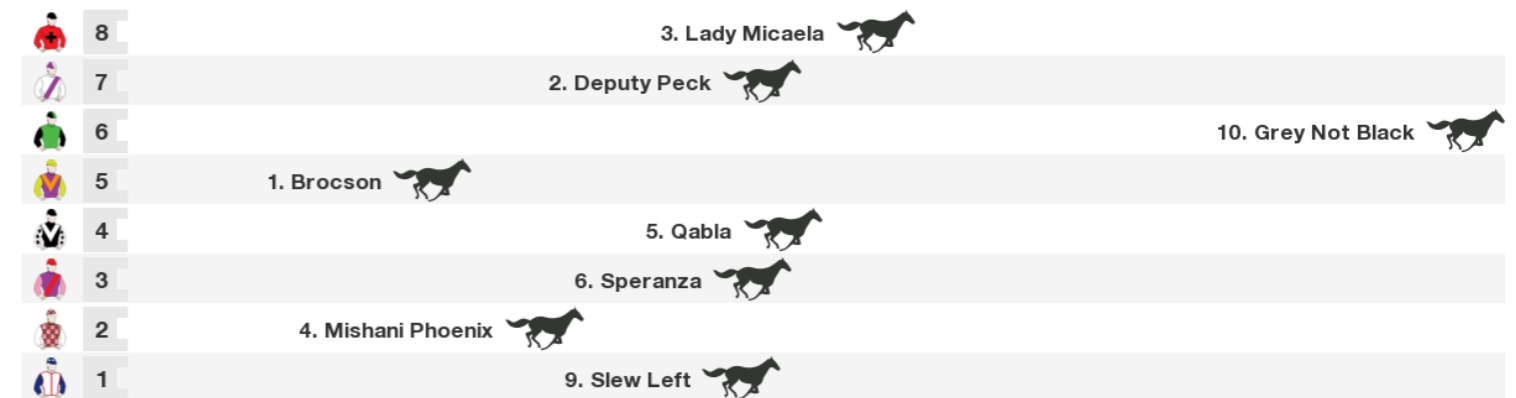 8 3. Lady Micaela
7 2. Deputy Peck
6 10. Grey Not Black
5 1. Brocson
4 5. Qabla
3 6. Speranza
2 4. Mishani Phoenix
1 9. Slew Left